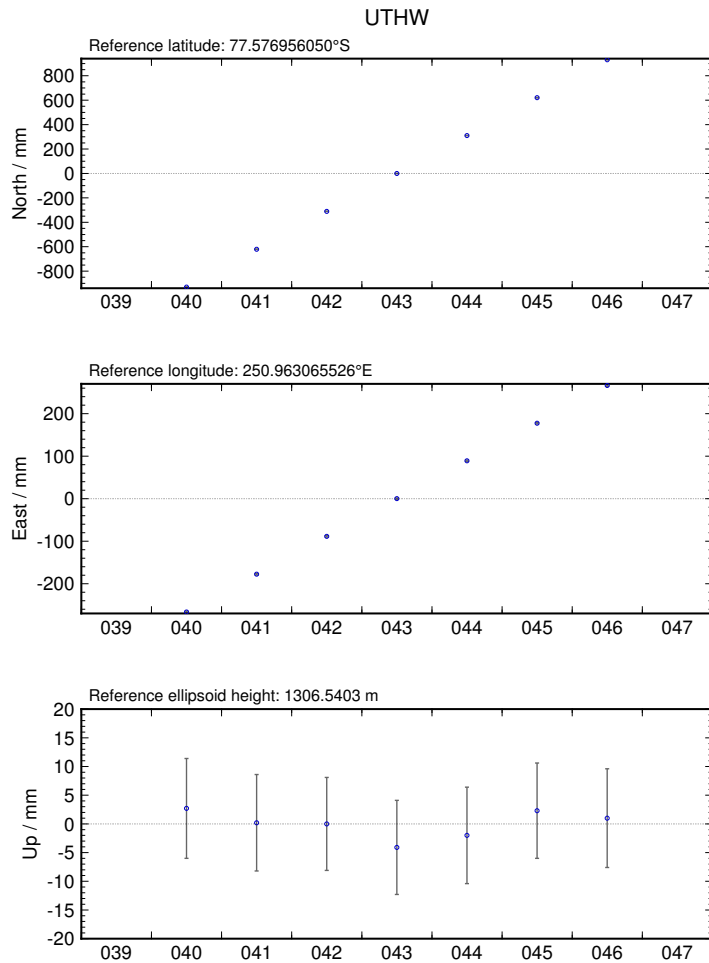 UTHW
Reference latitude: 77.576956050°S
North / mm
800
600
400
200
0
-200
-400
-600
-800
039 040 041 042 043 044 045 046 047
Reference longitude: 250.963065526°E
East / mm
200
100
0
-100
-200
039 040 041 042 043 044 045 046 047
Reference ellipsoid height: 1306.5403 m
Up / mm
20
15
10
5
0
-5
-10
-15
-20
039 040 041 042 043 044 045 046 047